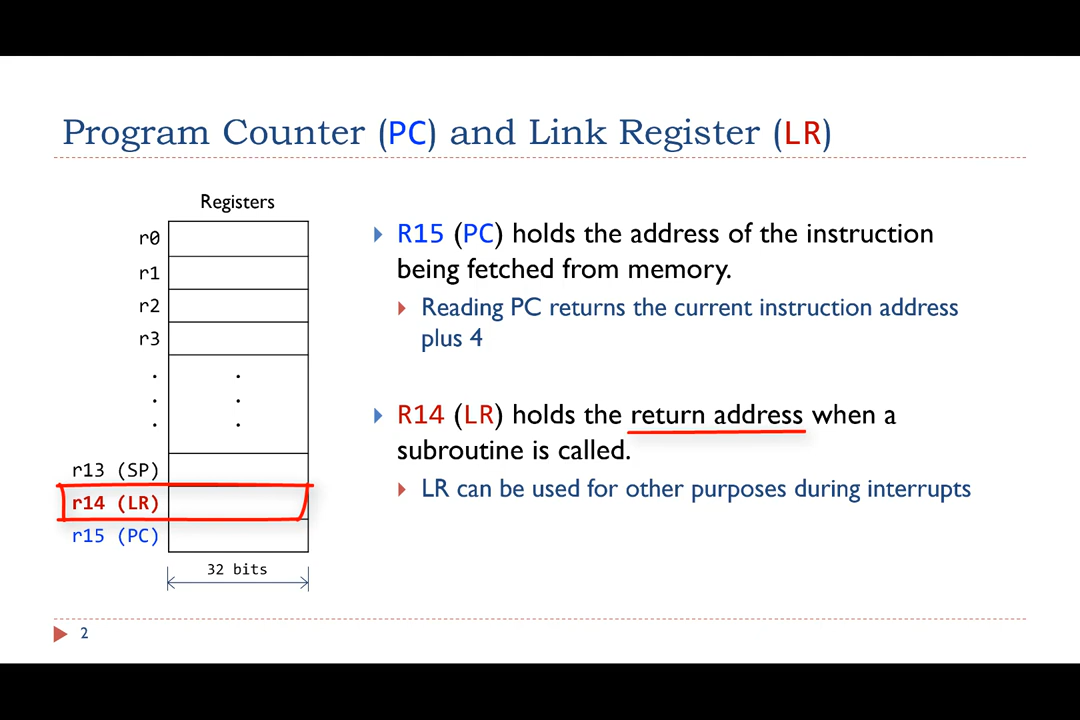 Program Counter (PC) and Link Register (LR)
Registers
r0
r1
r2
r3
.
.
.
.
.
.
r13 (SP)
r14 (LR)
r15 (PC)
32 bits
R15 (PC) holds the address of the instruction
being fetched from memory.
Reading PC returns the current instruction address
plus 4
R14 (LR) holds the return address when a
subroutine is called.
LR can be used for other purposes during interrupts
2